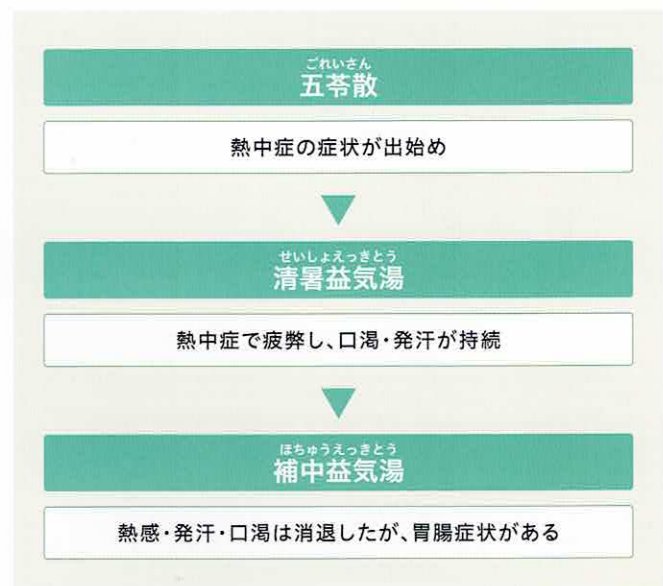 ごれいさん
五苓散
熱中症の症状が出始め
せいしょえっきとう
清暑益気湯
熱中症で疲弊し、口渇・発汗が持続
ほちゅうえっきとう
補中益気湯
熱感・発汗・口渇は消退したが、胃腸症状がある